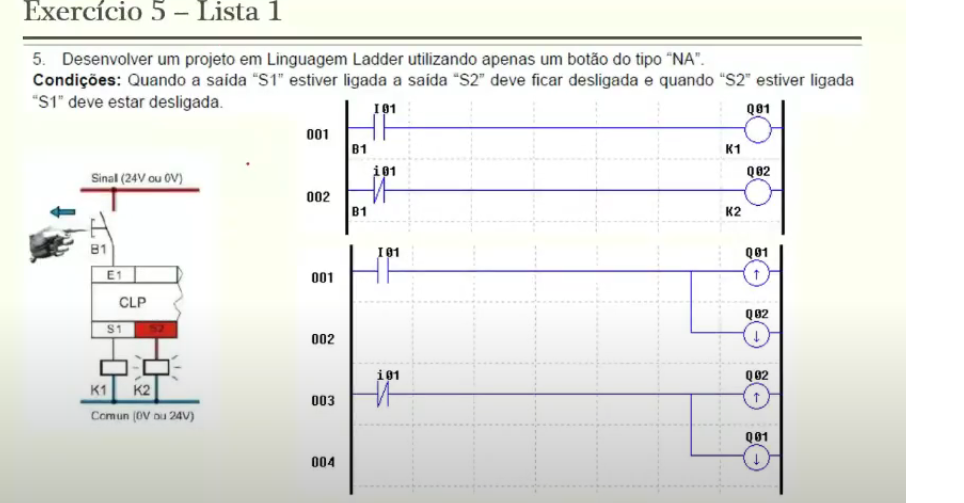 Exercício 5 – Lista 1
5. Desenvolver um projeto em Linguagem Ladder utilizando apenas um botão do tipo “NA”.
Condições: Quando a saída “S1” estiver ligada a saída “S2” deve ficar desligada e quando “S2” estiver ligada
“S1” deve estar desligada.
I01 Q01
001
B1 K1
i01 Q02
002
B1 K2
Sinal (24V ou 0V)
B1
E1
CLP
S1 S2
K1 K2
Comun (0V ou 24V)
I01 Q01
001
↑
Q02
002
↓
i01 Q02
003
↑
Q01
004
↓